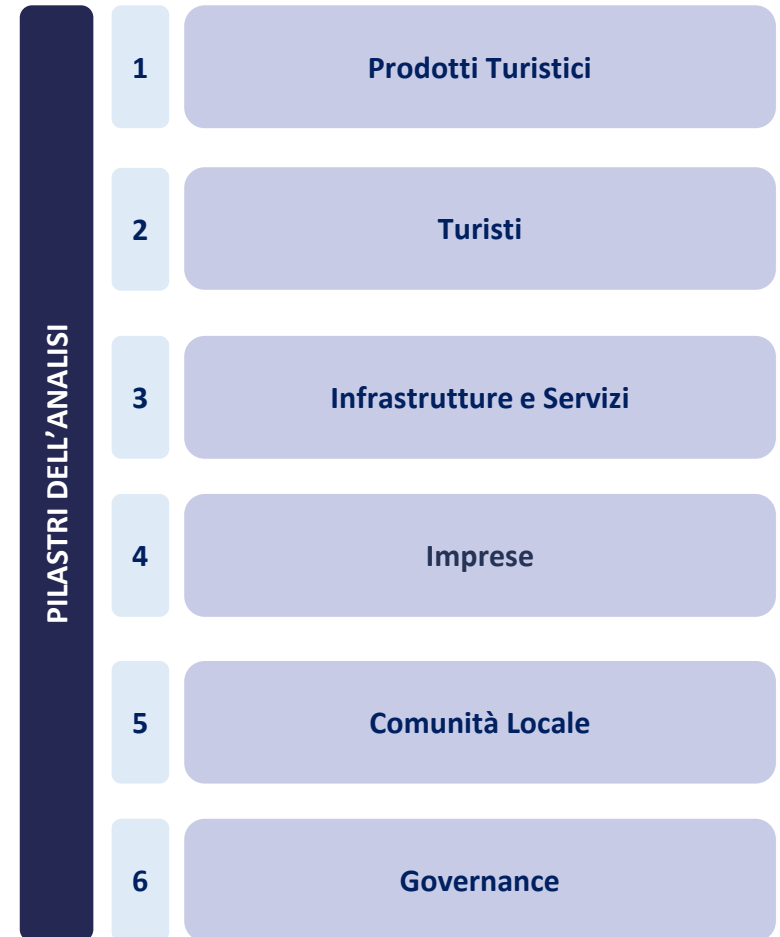 PILASTRI DELL’ANALISI
1
Prodotti Turistici
2
Turisti
3
Infrastrutture e Servizi
4
Imprese
5
Comunità Locale
6
Governance